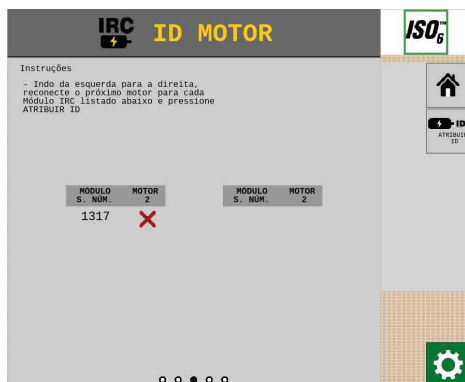 IRC ID MOTOR
ISO™6
Instruções
- Indo da esquerda para a direita,
reconecte o próximo motor para cada
Módulo IRC listado abaixo e pressione
ATRIBUIR ID
ID
ATRIBUIR
ID
MÓDULO MOTOR
S. NÚM. 2
1317
MÓDULO MOTOR
S. NÚM. 2